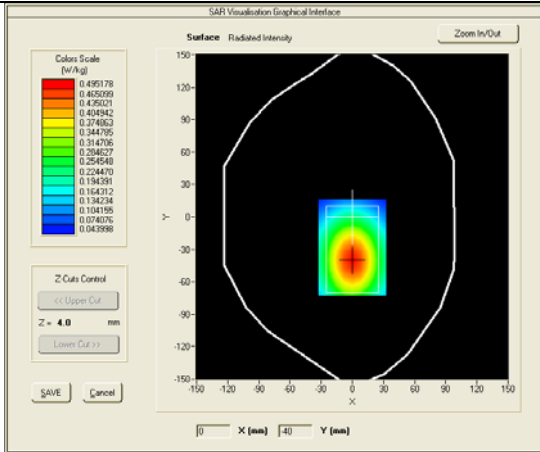 SAR Visualisation Graphical Interface
Surface Radiated Intensity
Zoom In/Out
Colors Scale
(W/kg)
0.495178
0.465099
0.435021
0.404942
0.374863
0.344785
0.314706
0.284627
0.254548
0.224470
0.194391
0.164312
0.134234
0.104155
0.074076
0.043998
150
120
90
60
30
0
-30
-60
-90
-120
-150
Y
-150 -120 -90 -60 -30 0 30 60 90 120 150
X
Z Cuts Control
<< Upper Cut
Z = 4.0 mm
Lower Cut >>
SAVE Cancel
0 X (mm) -40 Y (mm)